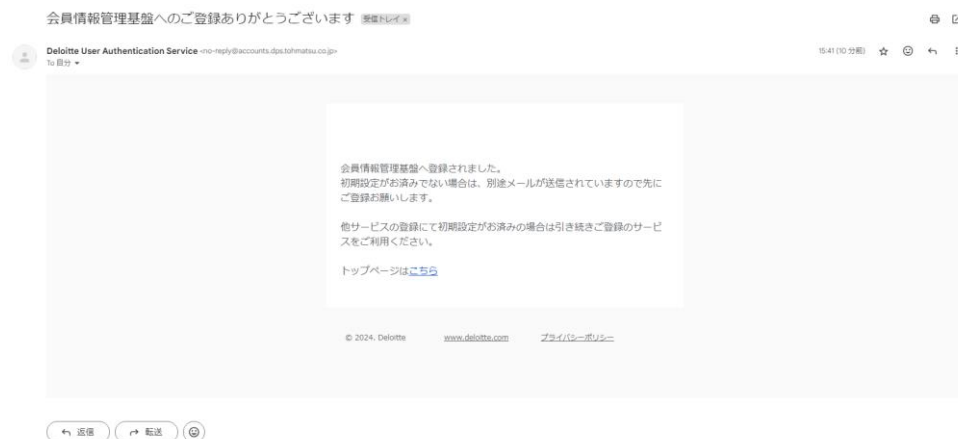 会員情報管理基盤へのご登録ありがとうございます 受信トレイ ×
Deloitte User Authentication Service <no-reply@accounts.dps.tohmatsu.co.jp>
15:41 (10 分前)
To 自分
会員情報管理基盤へ登録されました。
初期設定がお済みでない場合は、別途メールが送信されていますので先に
ご登録お願いします。
他サービスの登録にて初期設定がお済みの場合は引き続きご登録のサービ
スをご利用ください。
トップページはこちら
© 2024. Deloitte www.deloitte.com プライバシーポリシー
返信 転送